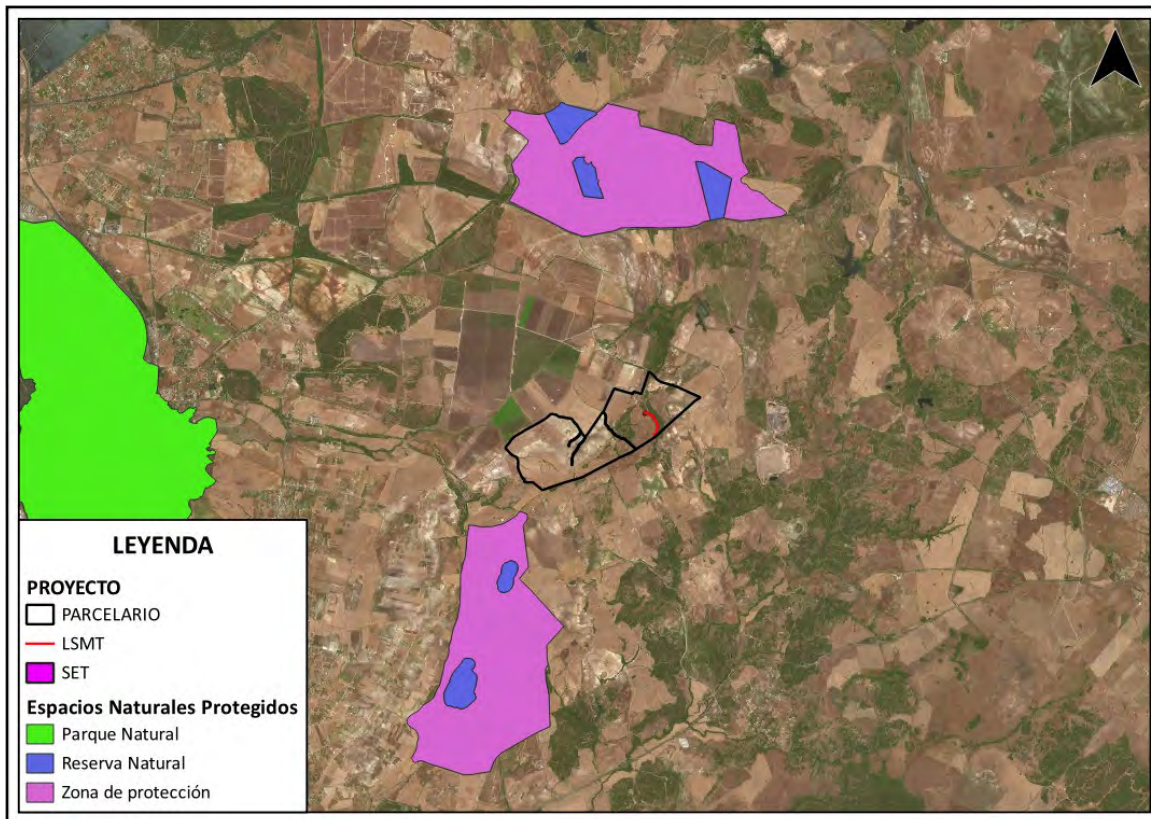 LEYENDA
PROYECTO
PARCELARIO
LSMT
SET
Espacios Naturales Protegidos
Parque Natural
Reserva Natural
Zona de protección